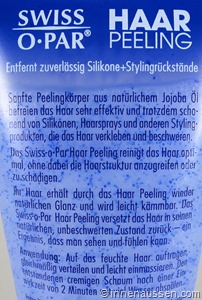 SWISS HAAR
O·PAR® PEELING
Entfernt zuverlässig Silikone+Stylingrückstände
Sanfte Peelingkörper aus natürlichem Jojoba Öl
befreien das Haar sehr effektiv und trotzdem scho-
nend von Silikonen, Haarsprays und anderen Styling-
produkten, die das Haar verkleben und beschweren.
Das Swiss-o-Par Haar Peeling reinigt das Haar opti-
mal, ohne dabei die Haarstruktur anzugreifen oder
zu schädigen.
Ihr Haar erhält durch das Haar Peeling, wieder
natürlichen Glanz und wird leicht kämmbar. Das
Swiss-o-Par Haar Peeling versetzt das Haar in seinen
natürlichen, unbeschwerten Zustand zurück – ein
Ergebnis, dass man sehen und fühlen kann.
Anwendung: Auf das feuchte Haar auftragen,
mäßig verteilen und leicht einmassieren. Den
entstandenen cremigen Schaum nach einer Ein-
zeit von 2 Minuten
©innenaussen.com